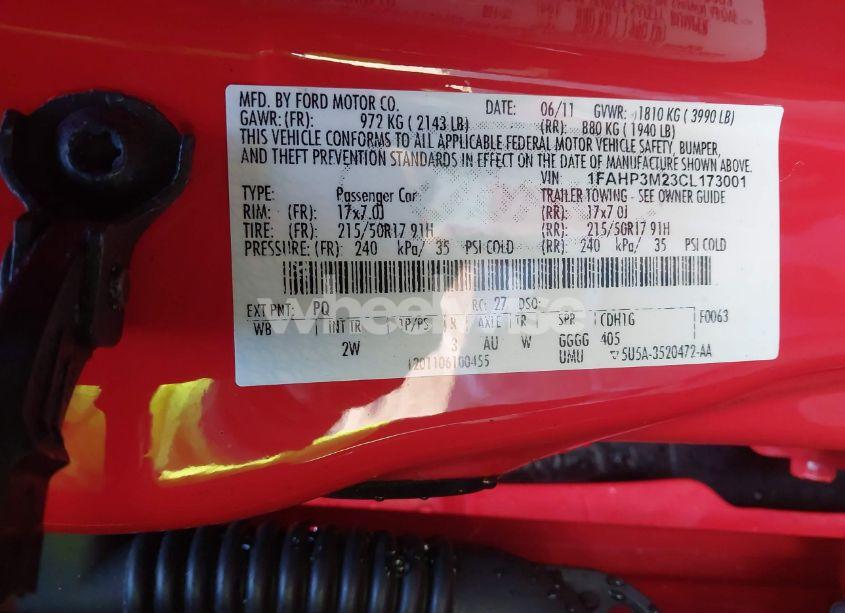 MFD. BY FORD MOTOR CO. DATE: 06/11 GVWR: 1810 KG ( 3990 LB)
GAWR: (FR): 972 KG ( 2143 LB) (RR): 880 KG ( 1940 LB)
THIS VEHICLE CONFORMS TO ALL APPLICABLE FEDERAL MOTOR VEHICLE SAFETY, BUMPER,
AND THEFT PREVENTION STANDARDS IN EFFECT ON THE DATE OF MANUFACTURE SHOWN ABOVE.
VIN: 1FAHP3M23CL173001
TYPE: Passenger Car TRAILER TOWING - SEE OWNER GUIDE
RIM: (FR): 17x7.0J (RR): 17x7.0J
TIRE: (FR): 215/50R17 91H (RR): 215/50R17 91H
PRESSURE: (FR): 240 kPa/ 35 PSI COLD (RR): 240 kPa/ 35 PSI COLD
EXT PNT: PQ RC: 27 DSO: F0063
WB INT TR TP/PS R AXLE TR SPR CDH1G
2W 3 AU W GGGG 405
1201106100455 UMU 5U5A-3520472-AA
wheelwise